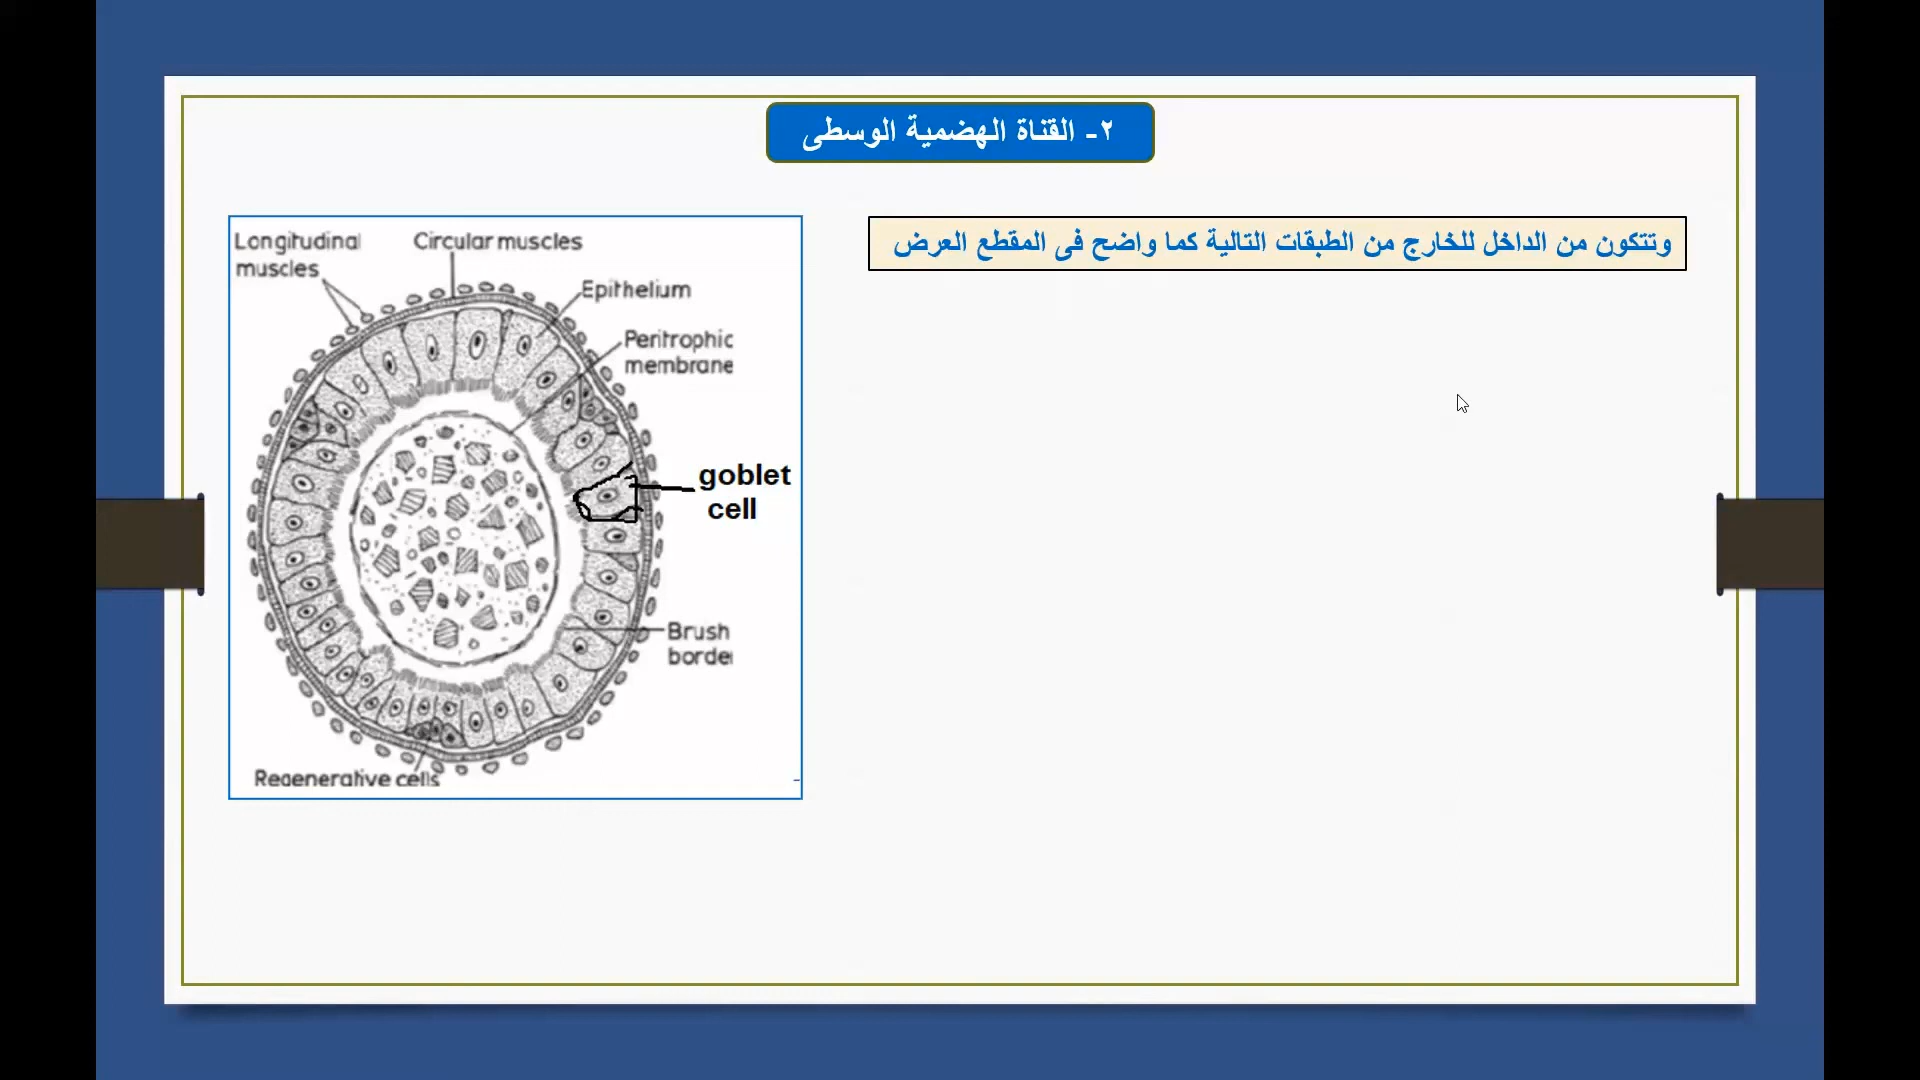 ٢- القناة الهضمية الوسطى
وتتكون من الداخل للخارج من الطبقات التالية كما واضح فى المقطع العرض
Longitudinal
muscles
Circular muscles
Epithelium
Peritrophic
membrane
goblet
cell
Brush
border
Regenerative cells